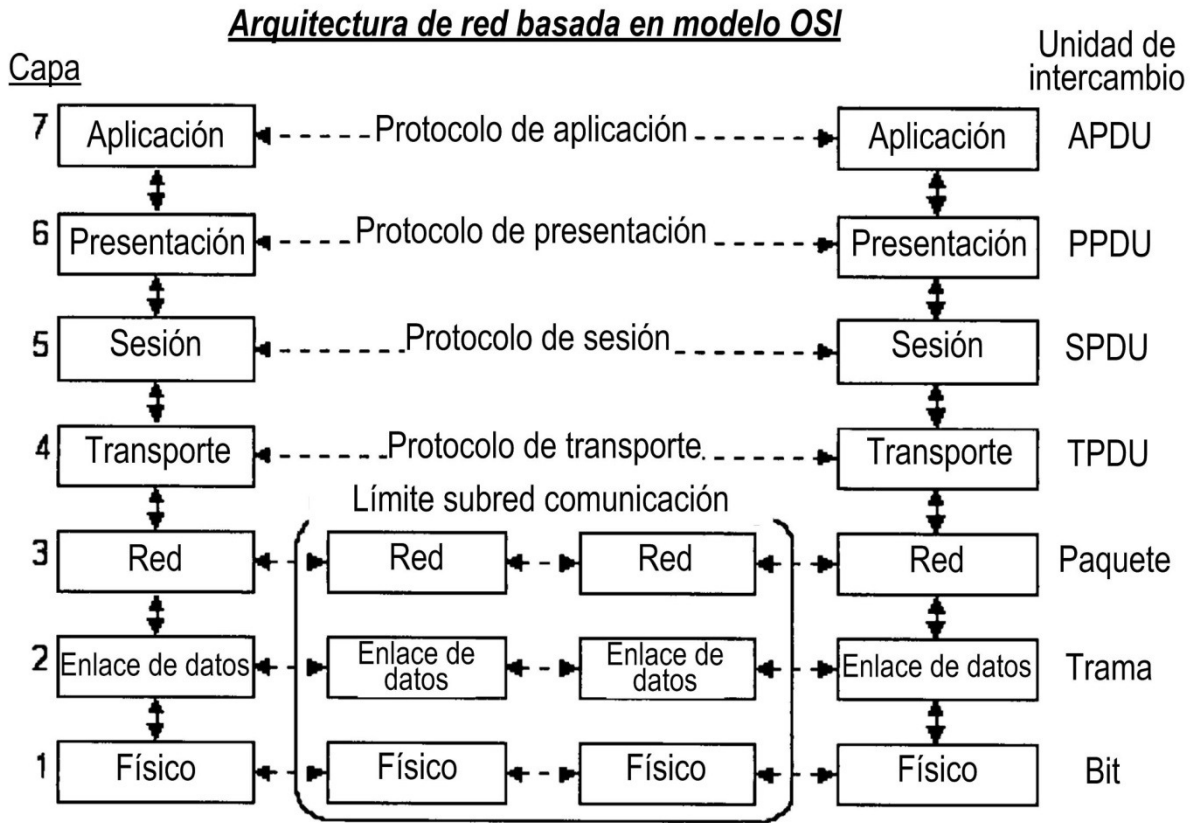 Arquitectura de red basada en modelo OSI
Capa
Unidad de
intercambio
7 Aplicación Protocolo de aplicación Aplicación APDU
6 Presentación Protocolo de presentación Presentación PPDU
5 Sesión Protocolo de sesión Sesión SPDU
4 Transporte Protocolo de transporte Transporte TPDU
Límite subred comunicación
3 Red Red Red Red Paquete
2 Enlace de datos Enlace de datos Enlace de datos Enlace de datos Trama
1 Físico Físico Físico Físico Bit